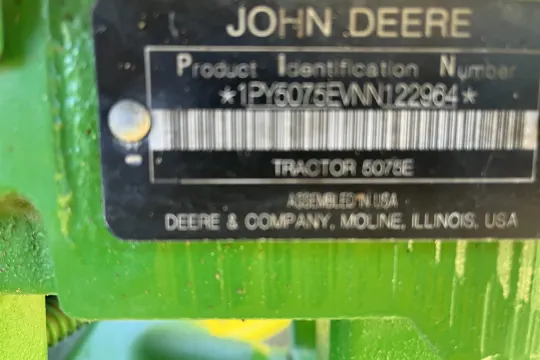 JOHN DEERE
Product Identification Number
*1PY5075EVNN122964*
TRACTOR 5075E
ASSEMBLED IN USA
DEERE & COMPANY, MOLINE, ILLINOIS, USA